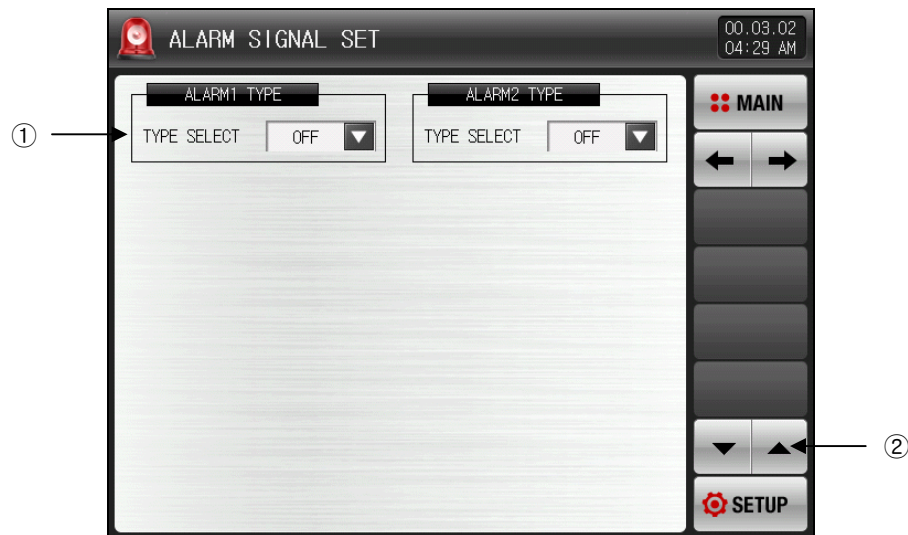 ALARM SIGNAL SET
00.03.02
04:29 AM
ALARM1 TYPE
ALARM2 TYPE
MAIN
①
TYPE SELECT OFF
TYPE SELECT OFF
②
SETUP